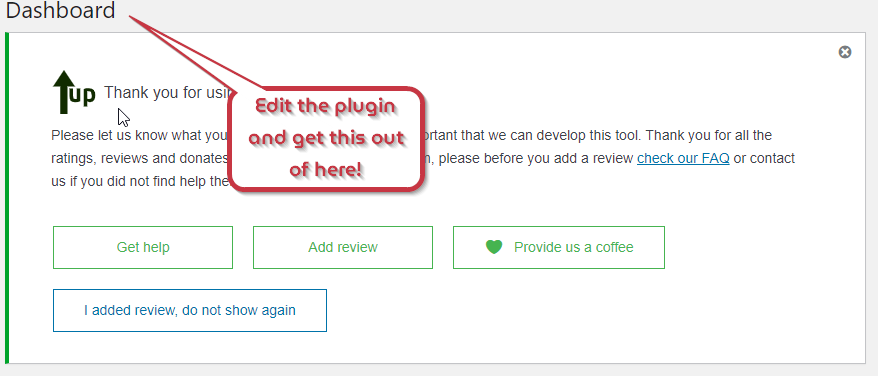 Dashboard
up
Thank you for usi
Edit the plugin
and get this out
of here!
Please let us know what you
ortant that we can develop this tool. Thank you for all the
ratings, reviews and donates
, please before you add a review check our FAQ or contact
us if you did not find help the
Get help
Add review
Provide us a coffee
I added review, do not show again